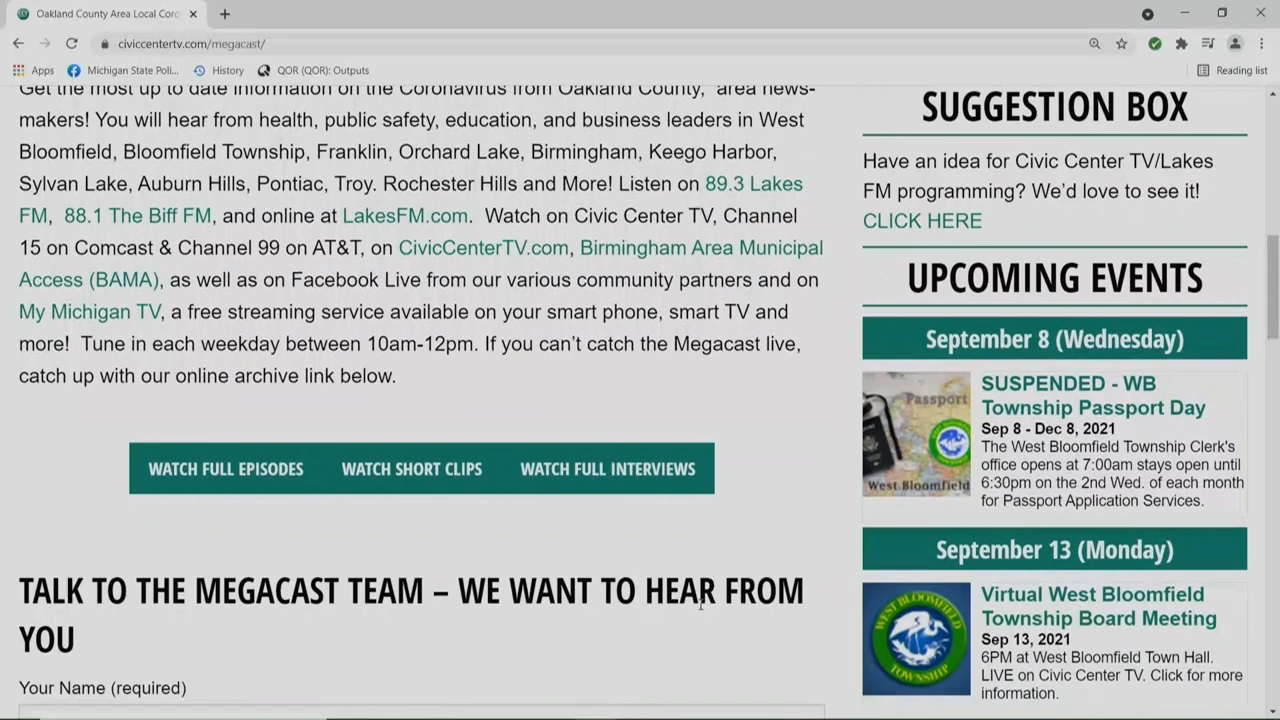 Oakland County Area Local Coro
civiccentertv.com/megacast/
Apps
Michigan State Poli...
History
QOR (QOR): Outputs
Reading list
Get the most up to date information on the Coronavirus from Oakland County, area news-
makers! You will hear from health, public safety, education, and business leaders in West
Bloomfield, Bloomfield Township, Franklin, Orchard Lake, Birmingham, Keego Harbor,
Sylvan Lake, Auburn Hills, Pontiac, Troy. Rochester Hills and More! Listen on 89.3 Lakes
FM, 88.1 The Biff FM, and online at LakesFM.com. Watch on Civic Center TV, Channel
15 on Comcast & Channel 99 on AT&T, on CivicCenterTV.com, Birmingham Area Municipal
Access (BAMA), as well as on Facebook Live from our various community partners and on
My Michigan TV, a free streaming service available on your smart phone, smart TV and
more! Tune in each weekday between 10am-12pm. If you can't catch the Megacast live,
catch up with our online archive link below.
WATCH FULL EPISODES
WATCH SHORT CLIPS
WATCH FULL INTERVIEWS
TALK TO THE MEGACAST TEAM – WE WANT TO HEAR FROM
YOU
Your Name (required)
SUGGESTION BOX
Have an idea for Civic Center TV/Lakes
FM programming? We'd love to see it!
CLICK HERE
UPCOMING EVENTS
September 8 (Wednesday)
Passport
West Bloomfield
SUSPENDED - WB
Township Passport Day
Sep 8 - Dec 8, 2021
The West Bloomfield Township Clerk's
office opens at 7:00am stays open until
6:30pm on the 2nd Wed. of each month
for Passport Application Services.
September 13 (Monday)
WEST BLOOMFIELD
TOWNSHIP
Virtual West Bloomfield
Township Board Meeting
Sep 13, 2021
6PM at West Bloomfield Town Hall.
LIVE on Civic Center TV. Click for more
information.